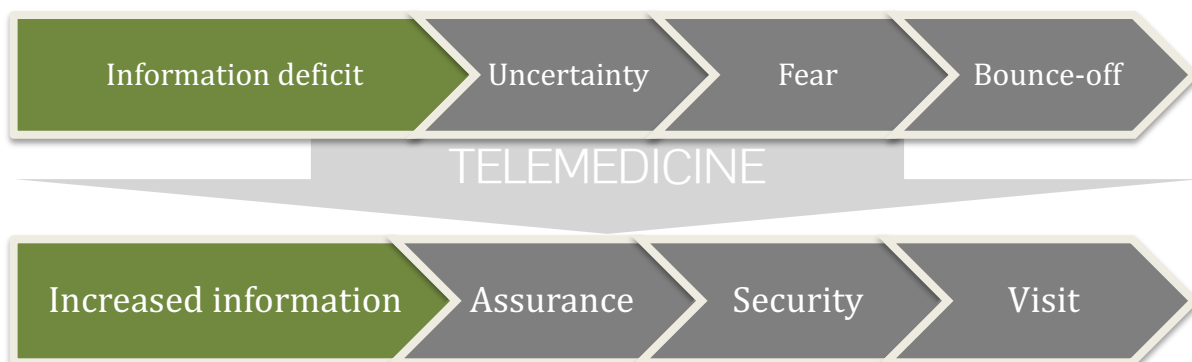 Information deficit
Uncertainty
Fear
Bounce-off
TELEMEDICINE
Increased information
Assurance
Security
Visit